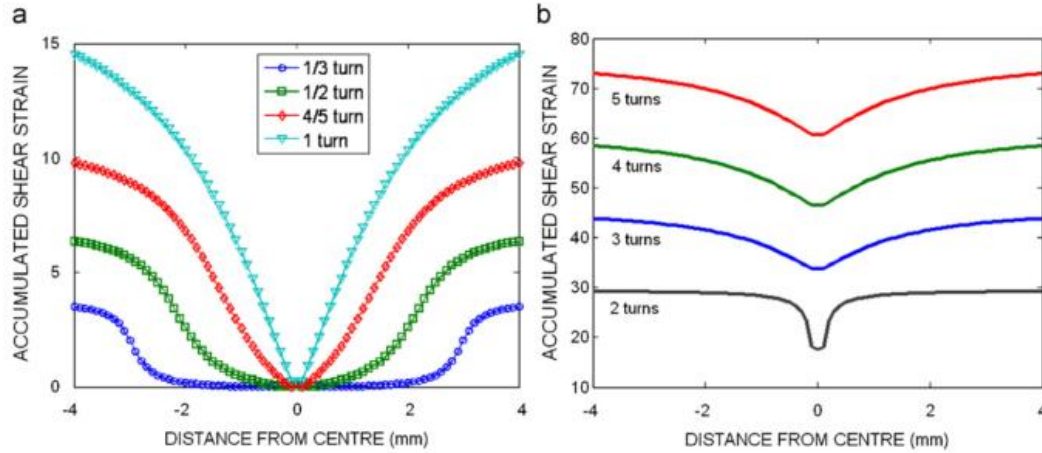 a
ACCUMULATED SHEAR STRAIN
15
10
5
0
1/3 turn
1/2 turn
4/5 turn
1 turn
-4 -2 0 2 4
DISTANCE FROM CENTRE (mm)
b
ACCUMULATED SHEAR STRAIN
80
70
60
50
40
30
20
10
5 turns
4 turns
3 turns
2 turns
-4 -2 0 2 4
DISTANCE FROM CENTRE (mm)